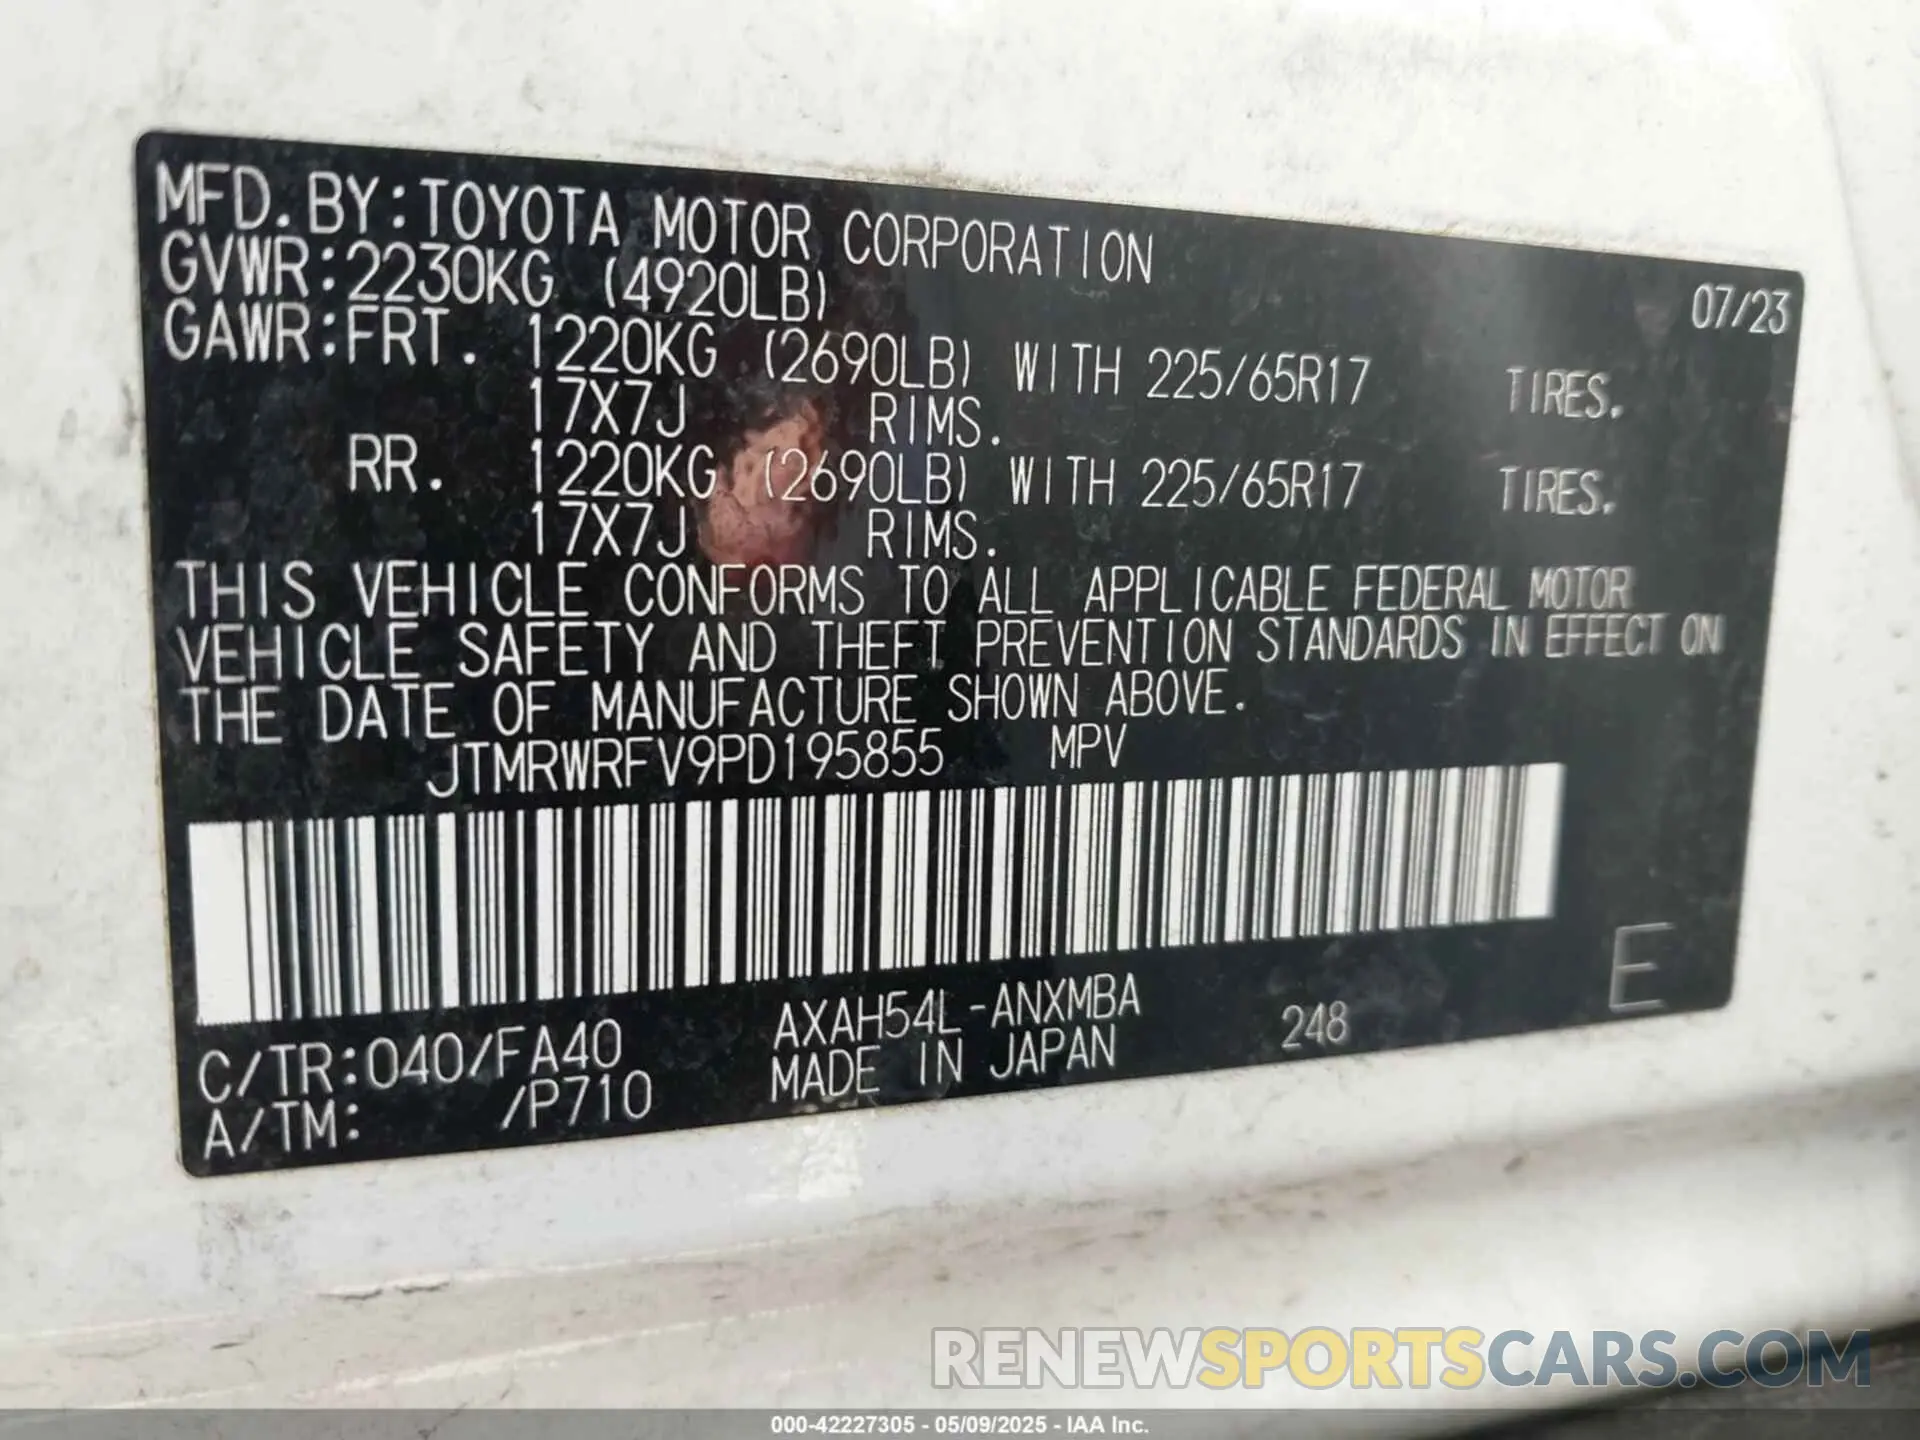 MFD.BY:TOYOTA MOTOR CORPORATION 07/23
GVWR:2230KG (4920LB)
GAWR:FRT. 1220KG (2690LB) WITH 225/65R17 TIRES.
17X7J RIMS.
RR. 1220KG (2690LB) WITH 225/65R17 TIRES.
17X7J RIMS.
THIS VEHICLE CONFORMS TO ALL APPLICABLE FEDERAL MOTOR
VEHICLE SAFETY AND THEFT PREVENTION STANDARDS IN EFFECT ON
THE DATE OF MANUFACTURE SHOWN ABOVE.
JTMRWRFV9PD195855 MPV
E
C/TR:040/FA40 AXAH54L-ANXMBA 248
A/TM: /P710 MADE IN JAPAN
RENEWSPORTSCARS.COM
000-42227305 - 05/09/2025 - IAA Inc.